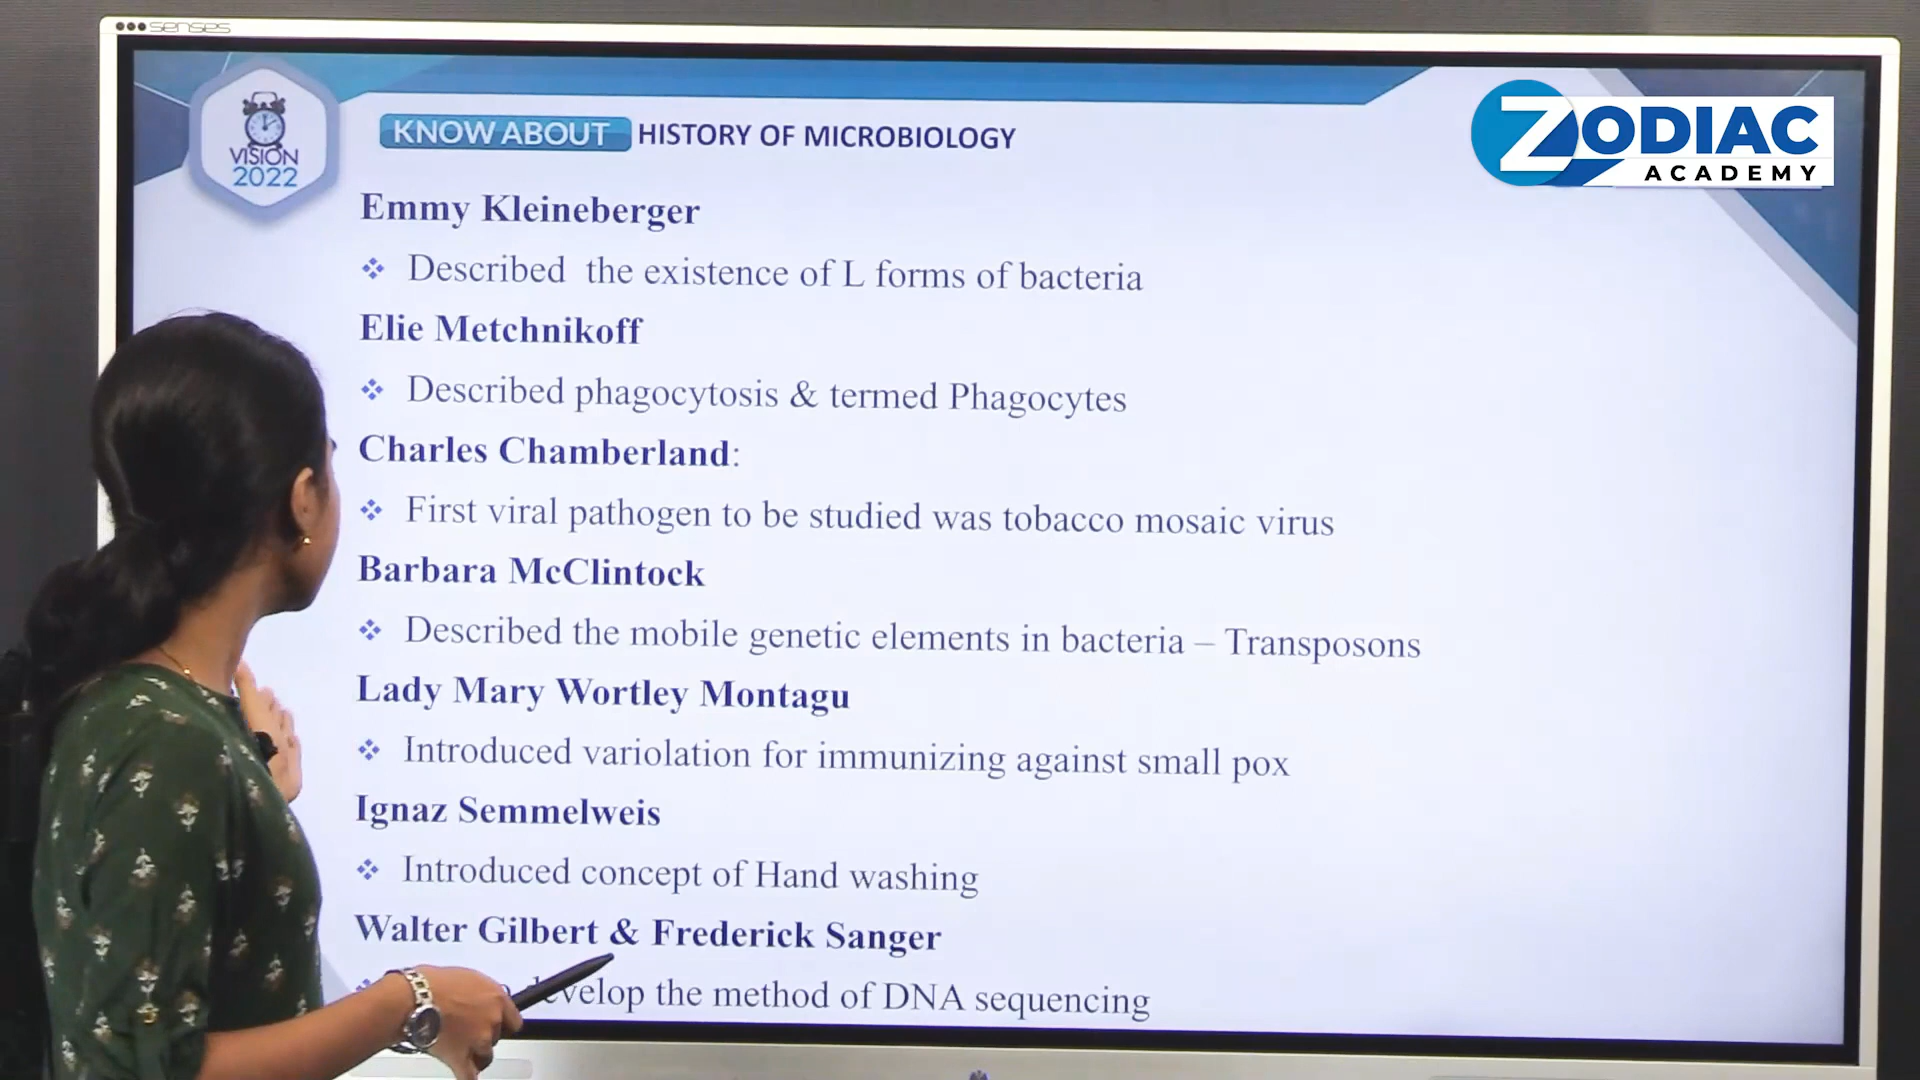 senses
VISION
2022
KNOW ABOUT HISTORY OF MICROBIOLOGY
ZODIAC
ACADEMY
Emmy Kleineberger
Described the existence of L forms of bacteria
Elie Metchnikoff
Described phagocytosis & termed Phagocytes
Charles Chamberland:
First viral pathogen to be studied was tobacco mosaic virus
Barbara McClintock
Described the mobile genetic elements in bacteria – Transposons
Lady Mary Wortley Montagu
Introduced variolation for immunizing against small pox
Ignaz Semmelweis
Introduced concept of Hand washing
Walter Gilbert & Frederick Sanger
develop the method of DNA sequencing